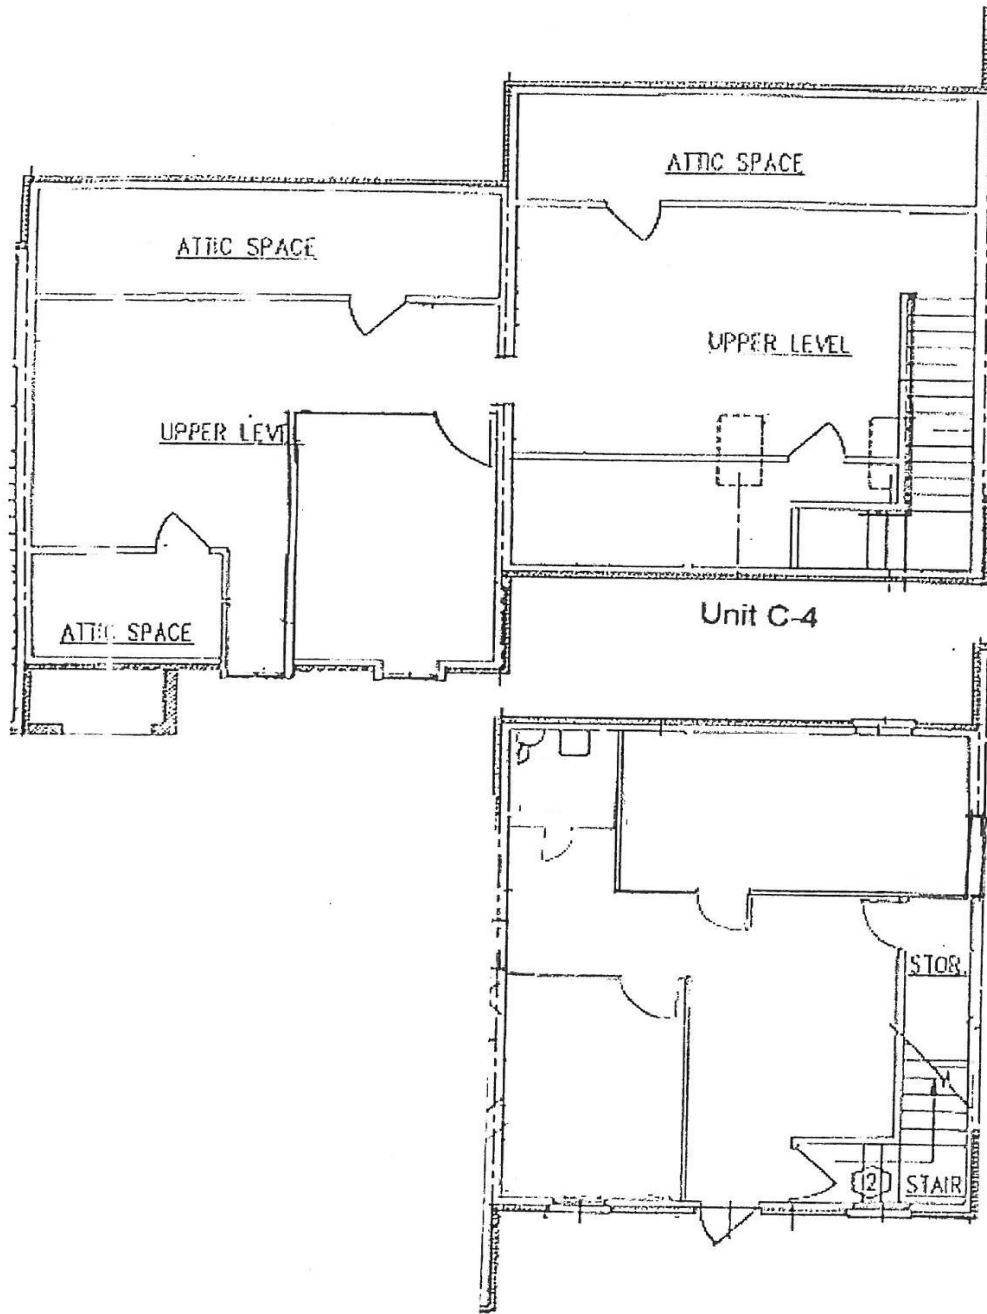 ATTIC SPACE
ATTIC SPACE
UPPER LEVEL
UPPER LEVEL
ATTIC SPACE
Unit C-4
STOR.
12
STAIR